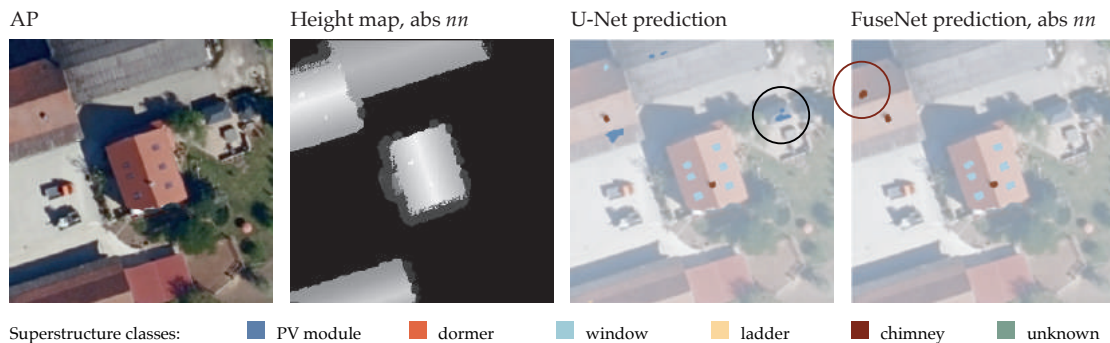 AP
Height map, abs nn
U-Net prediction
FuseNet prediction, abs nn
Superstructure classes: PV module dormer window ladder chimney unknown